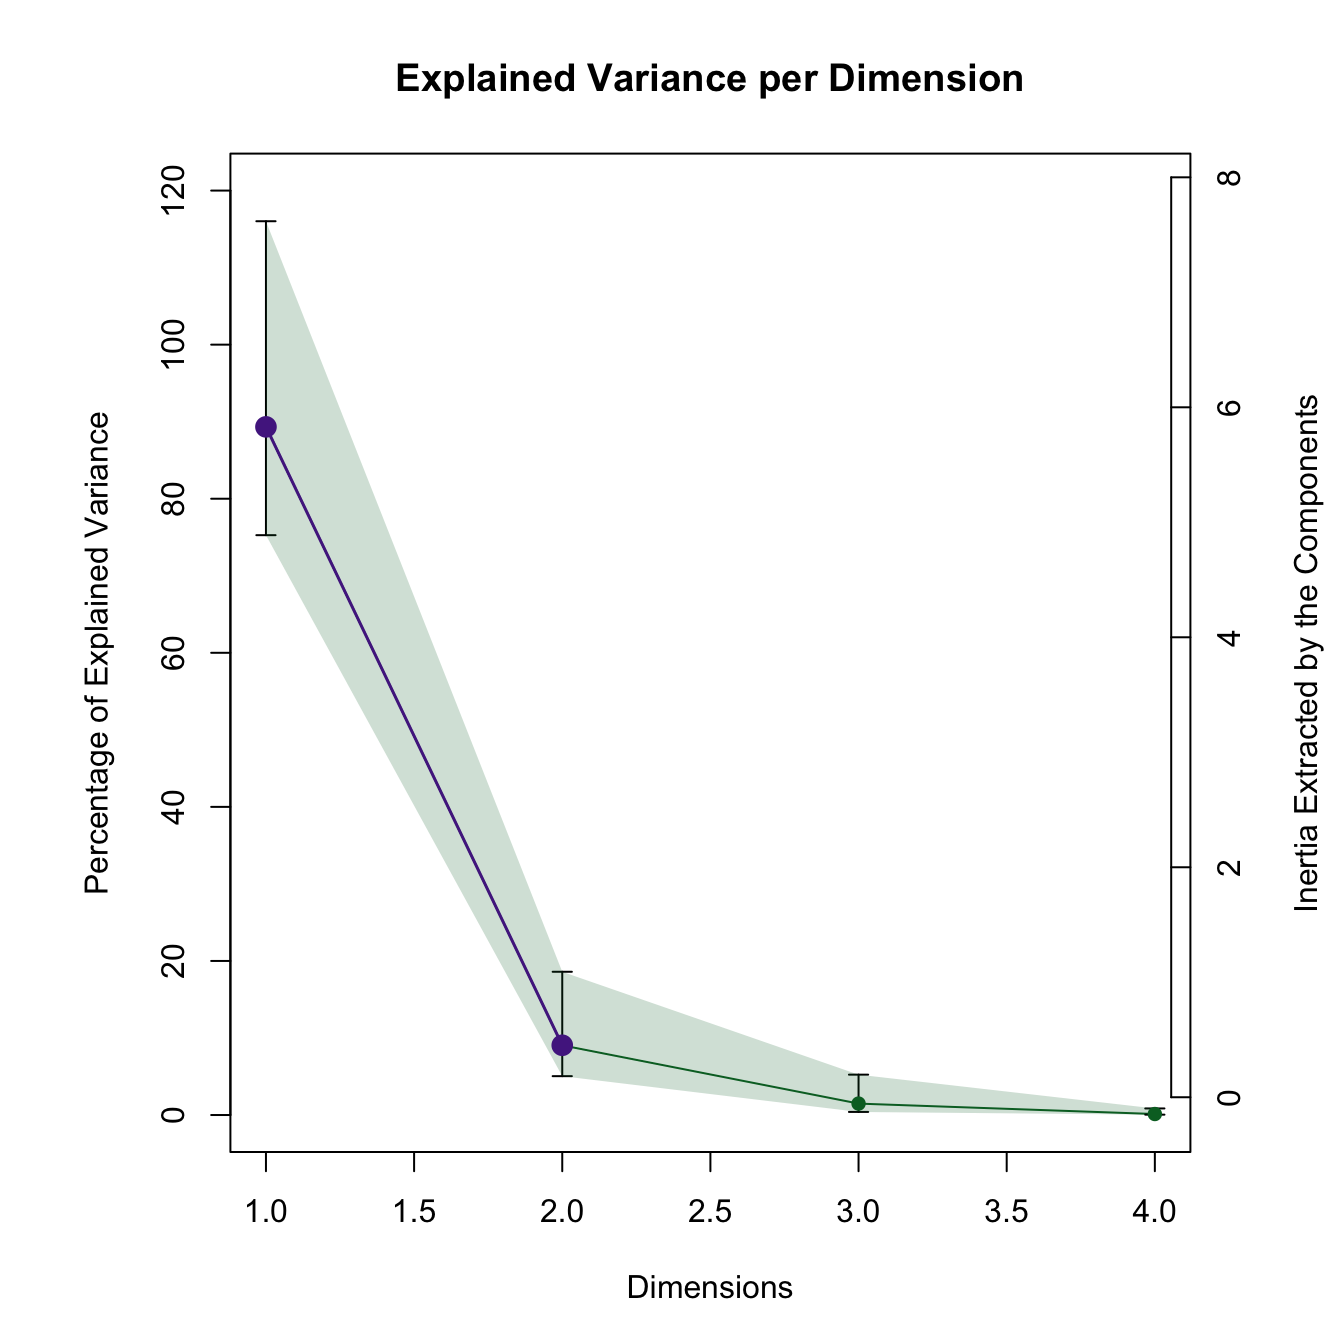 Explained Variance per Dimension
Percentage of Explained Variance
120
100
80
60
40
20
0
8
6
4
2
0
Inertia Extracted by the Components
1.0 1.5 2.0 2.5 3.0 3.5 4.0
Dimensions